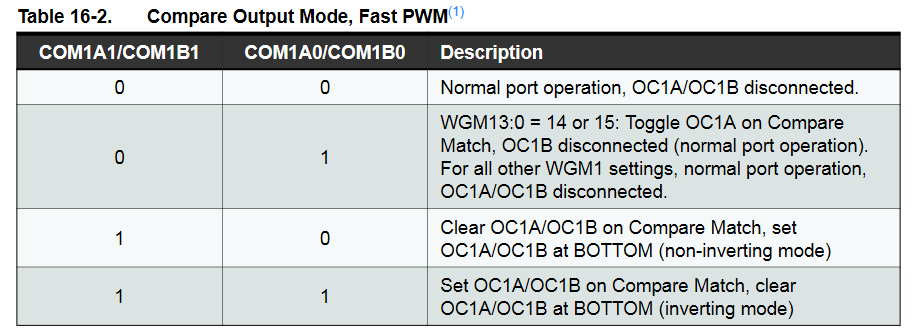 Table 16-2. Compare Output Mode, Fast PWM(1)
COM1A1/COM1B1 COM1A0/COM1B0 Description
0 0 Normal port operation, OC1A/OC1B disconnected.
0 1 WGM13:0 = 14 or 15: Toggle OC1A on Compare
Match, OC1B disconnected (normal port operation).
For all other WGM1 settings, normal port operation,
OC1A/OC1B disconnected.
1 0 Clear OC1A/OC1B on Compare Match, set
OC1A/OC1B at BOTTOM (non-inverting mode)
1 1 Set OC1A/OC1B on Compare Match, clear
OC1A/OC1B at BOTTOM (inverting mode)